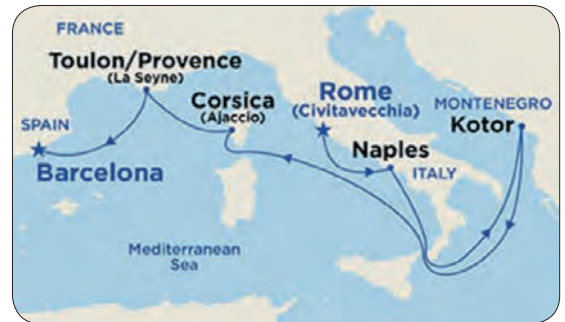 FRANCE
Toulon/Provence
(La Seyne)
Corsica
(Ajaccio)
Rome
(Civitavecchia)
MONTENEGRO
Kotor
SPAIN
Barcelona
Naples
ITALY
Mediterranean
Sea